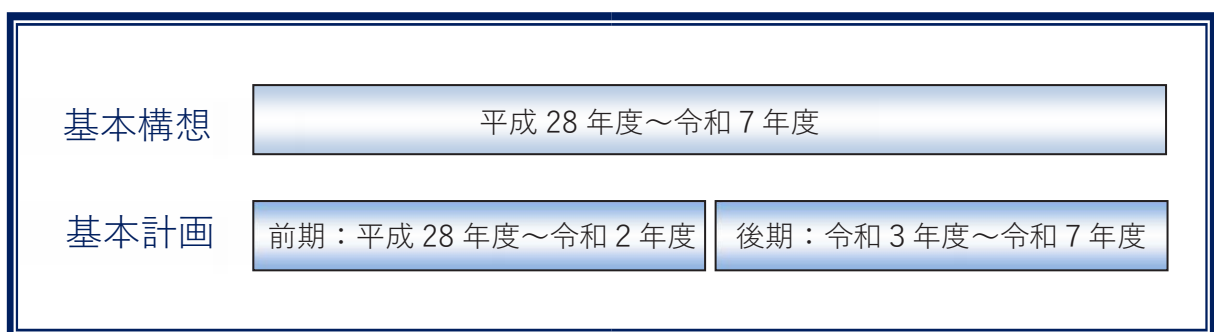 基本構想
平成 28 年度～令和 7 年度
基本計画
前期：平成 28 年度～令和 2 年度
後期：令和 3 年度～令和 7 年度